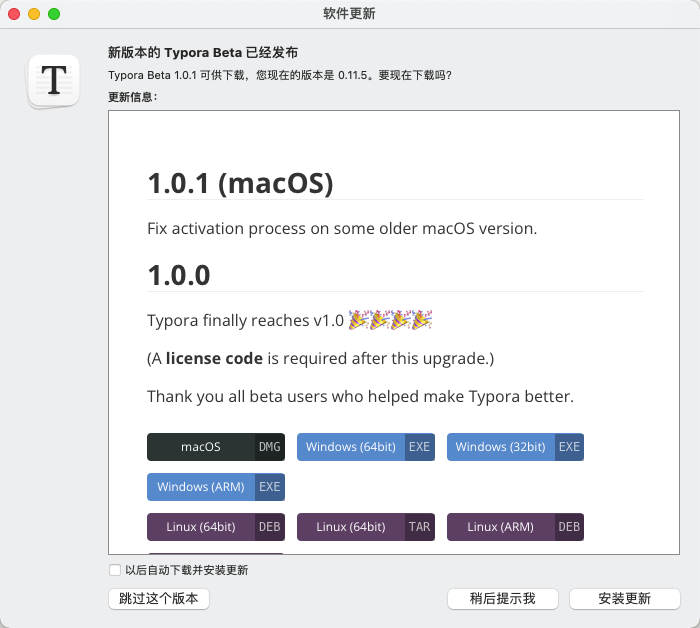 软件更新
T
新版本的 Typora Beta 已经发布
Typora Beta 1.0.1 可供下载，您现在的版本是 0.11.5。要现在下载吗？
更新信息：
1.0.1 (macOS)
Fix activation process on some older macOS version.
1.0.0
Typora finally reaches v1.0 🎉🎉🎉🎉
(A license code is required after this upgrade.)
Thank you all beta users who helped make Typora better.
macOS DMG Windows (64bit) EXE Windows (32bit) EXE
Windows (ARM) EXE
Linux (64bit) DEB Linux (64bit) TAR Linux (ARM) DEB
以后自动下载并安装更新
跳过这个版本 稍后提示我 安装更新